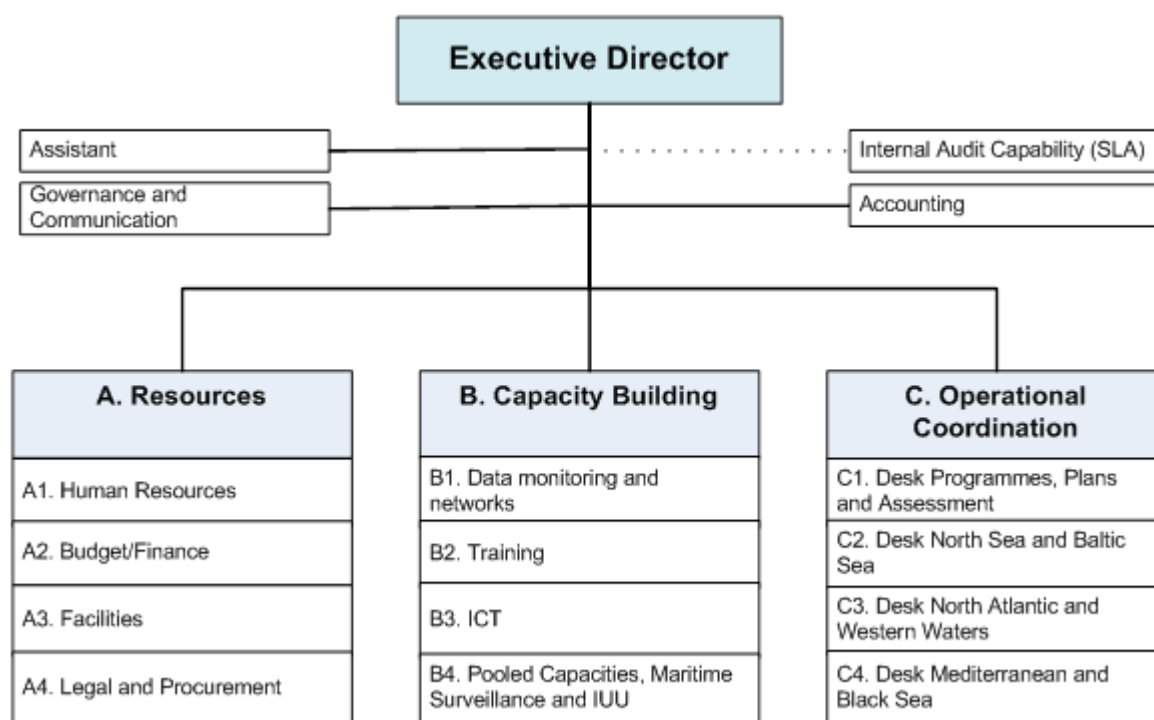 Executive Director
Assistant
Internal Audit Capability (SLA)
Governance and
Communication
Accounting
A. Resources
A1. Human Resources
A2. Budget/Finance
A3. Facilities
A4. Legal and Procurement
B. Capacity Building
B1. Data monitoring and
networks
B2. Training
B3. ICT
B4. Pooled Capacities, Maritime
Surveillance and IUU
C. Operational
Coordination
C1. Desk Programmes, Plans
and Assessment
C2. Desk North Sea and Baltic
Sea
C3. Desk North Atlantic and
Western Waters
C4. Desk Mediterranean and
Black Sea